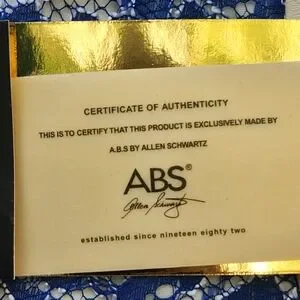 CERTIFICATE OF AUTHENTICITY
THIS IS TO CERTIFY THAT THIS PRODUCT IS EXCLUSIVELY MADE BY
A.B.S BY ALLEN SCHWARTZ
ABS®
Allen Schwartz
established since nineteen eighty two